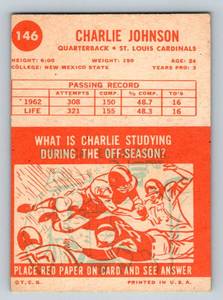 146
CHARLIE JOHNSON
QUARTERBACK • ST. LOUIS CARDINALS
HEIGHT: 6:00 WEIGHT: 190 AGE: 24
COLLEGE: NEW MEXICO STATE YEARS PRO: 3
PASSING RECORD
ATTEMPTS COMP. PCT. TD'S
1962 308 150 48.7 16
LIFE 321 155 48.3 16
WHAT IS CHARLIE STUDYING
DURING THE OFF-SEASON?
PLACE RED PAPER ON CARD AND SEE ANSWER
©T.C.G. PRINTED IN U.S.A.